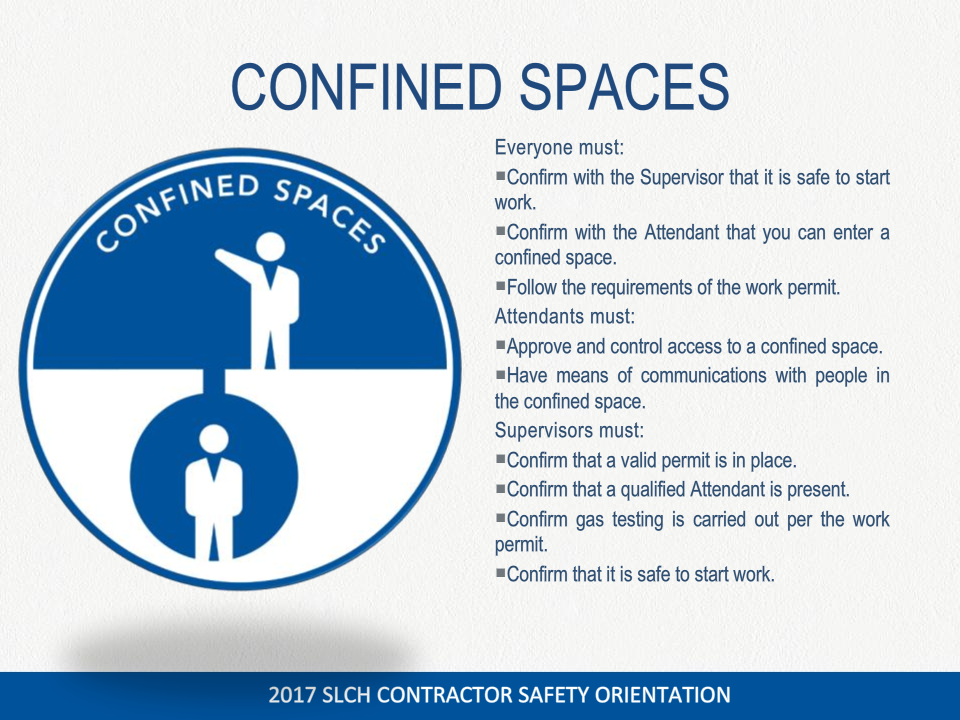 CONFINED SPACES
CONFINED SPACES
Everyone must:
▪Confirm with the Supervisor that it is safe to start
work.
▪Confirm with the Attendant that you can enter a
confined space.
▪Follow the requirements of the work permit.
Attendants must:
▪Approve and control access to a confined space.
▪Have means of communications with people in
the confined space.
Supervisors must:
▪Confirm that a valid permit is in place.
▪Confirm that a qualified Attendant is present.
▪Confirm gas testing is carried out per the work
permit.
▪Confirm that it is safe to start work.
2017 SLCH CONTRACTOR SAFETY ORIENTATION